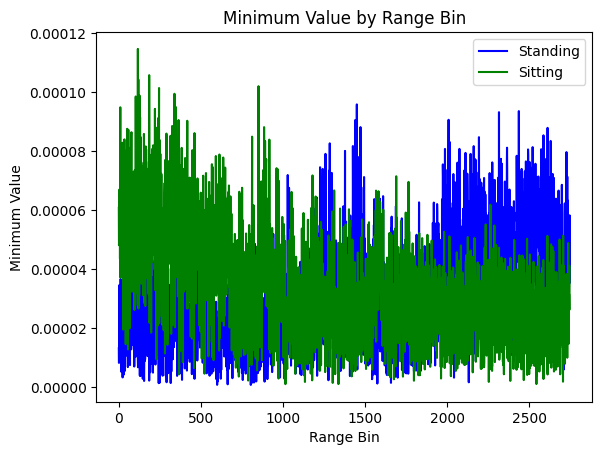 Minimum Value by Range Bin
Standing
Sitting
Minimum Value
0.00012
0.00010
0.00008
0.00006
0.00004
0.00002
0.00000
0
500
1000
1500
2000
2500
Range Bin